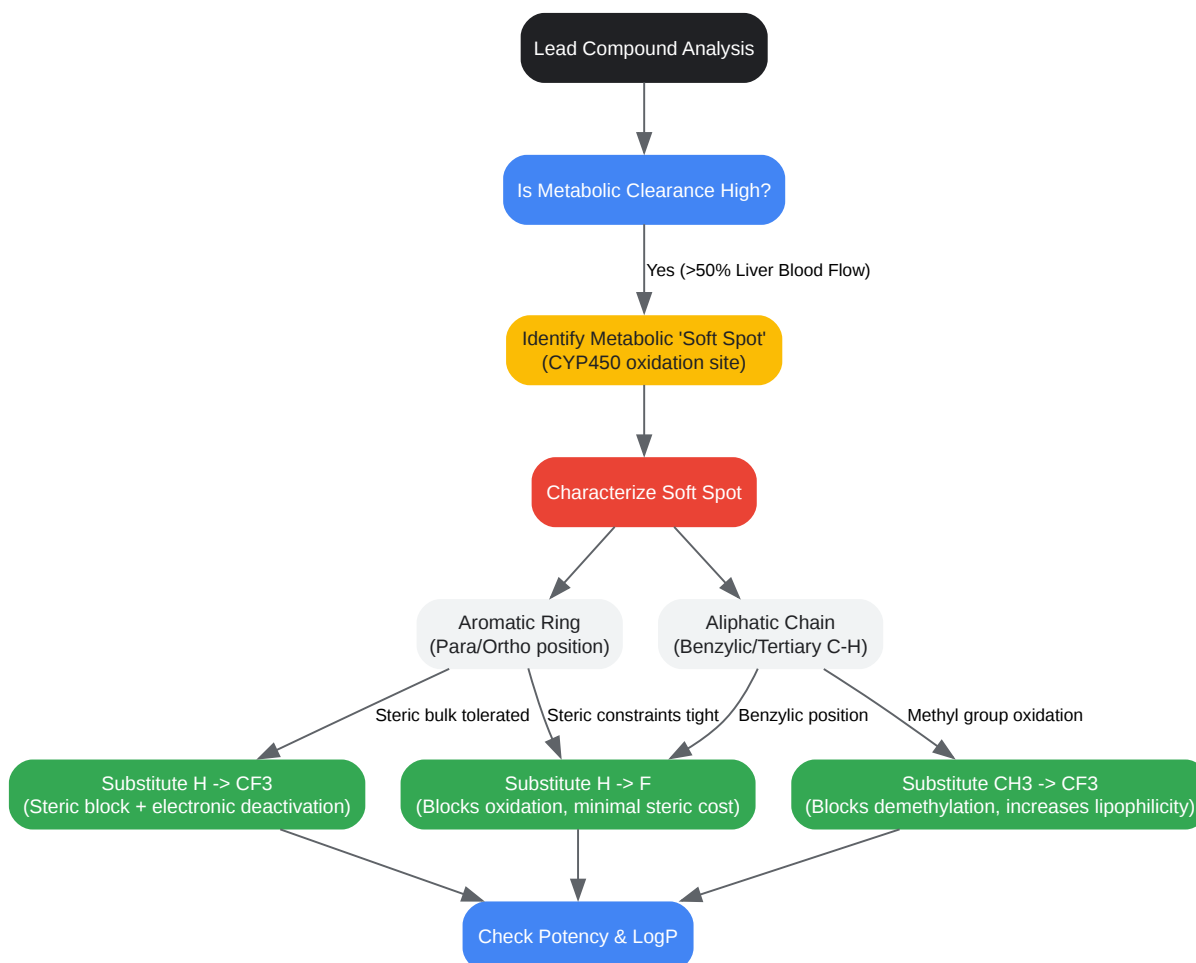 Lead Compound Analysis
Is Metabolic Clearance High?
Yes (>50% Liver Blood Flow)
Identify Metabolic 'Soft Spot'
(CYP450 oxidation site)
Characterize Soft Spot
Aromatic Ring
(Para/Ortho position)
Aliphatic Chain
(Benzylic/Tertiary C-H)
Steric bulk tolerated
Steric constraints tight
Benzylic position
Methyl group oxidation
Substitute H -> CF3
(Steric block + electronic deactivation)
Substitute H -> F
(Blocks oxidation, minimal steric cost)
Substitute CH3 -> CF3
(Blocks demethylation, increases lipophilicity)
Check Potency & LogP